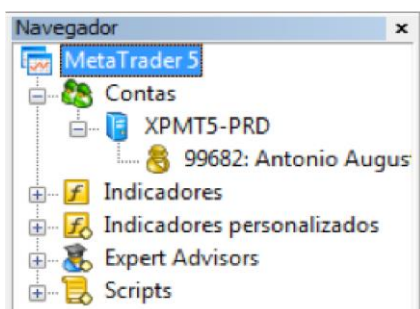 Navegador
MetaTrader 5
Contas
XPMT5-PRD
99682: Antonio Augus
Indicadores
Indicadores personalizados
Expert Advisors
Scripts